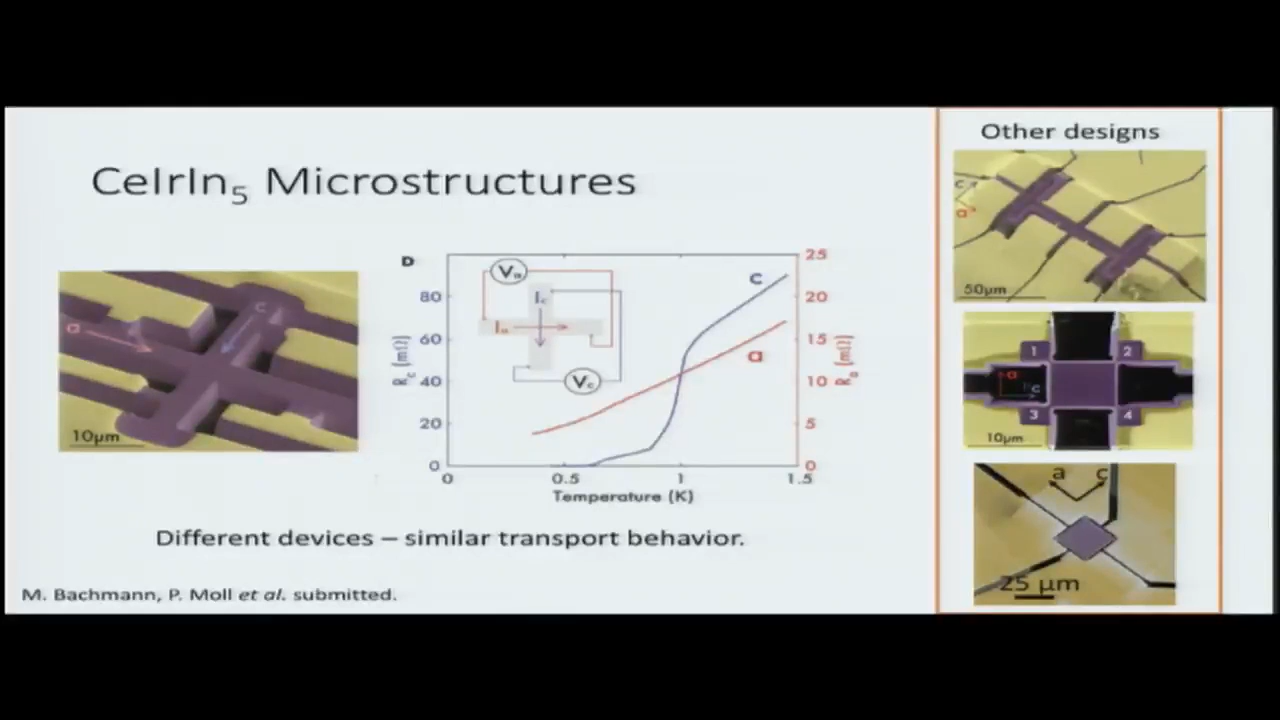 CeIrIn5 Microstructures
a
c
10µm
D
Va
Ic
Ia
Vc
c
a
80
60
40
20
0
Rc (mΩ)
25
20
15
10
5
0
Ra (mΩ)
0
0.5
1
1.5
Temperature (K)
Different devices – similar transport behavior.
M. Bachmann, P. Moll et al. submitted.
Other designs
c
a
50µm
1
2
a
c
3
4
10µm
a
c
25 µm